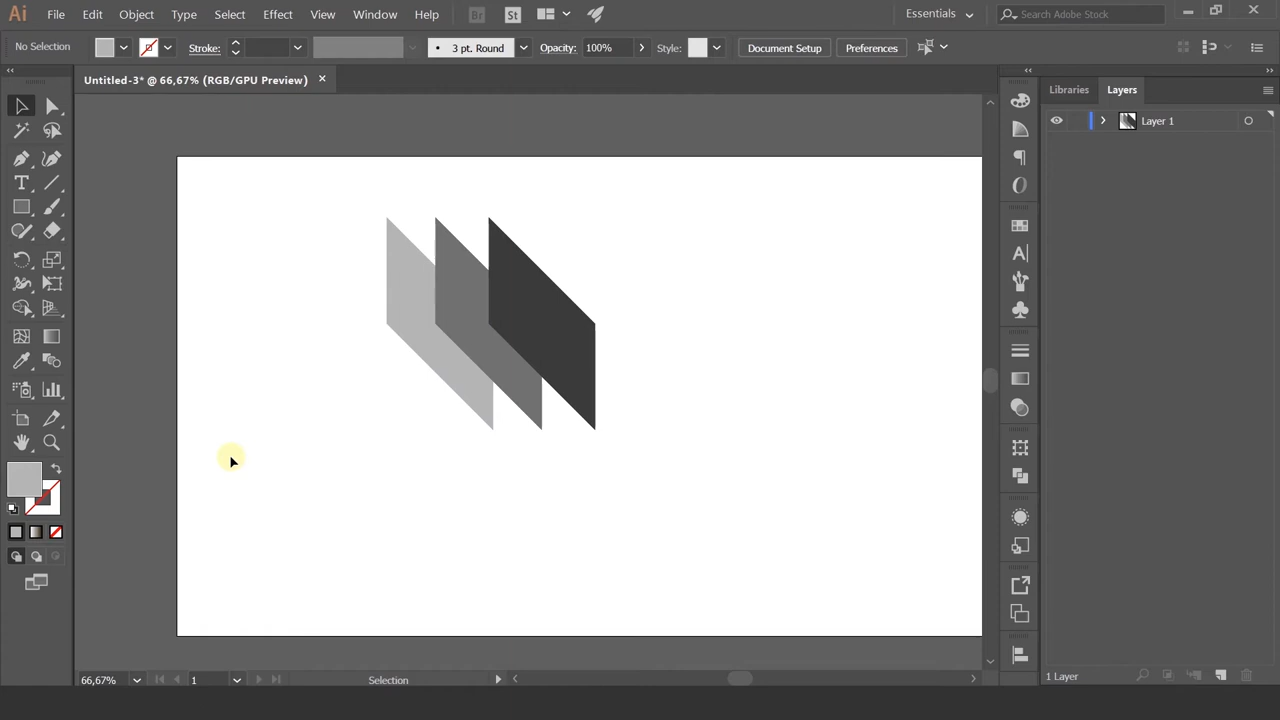 Ai File Edit Object Type Select Effect View Window Help Br St Essentials Search Adobe Stock
No Selection Stroke: 3 pt. Round Opacity: 100% Style: Document Setup Preferences
Untitled-3* @ 66,67% (RGB/GPU Preview)
Libraries Layers
Layer 1
66,67% 1 Selection 1 Layer